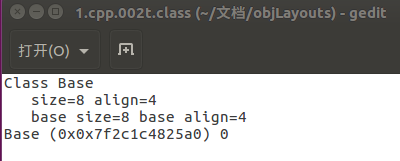 1.cpp.002t.class (~/文档/objLayouts) - gedit
打开(O)
Class Base
   size=8 align=4
   base size=8 base align=4
Base (0x0x7f2c1c4825a0) 0